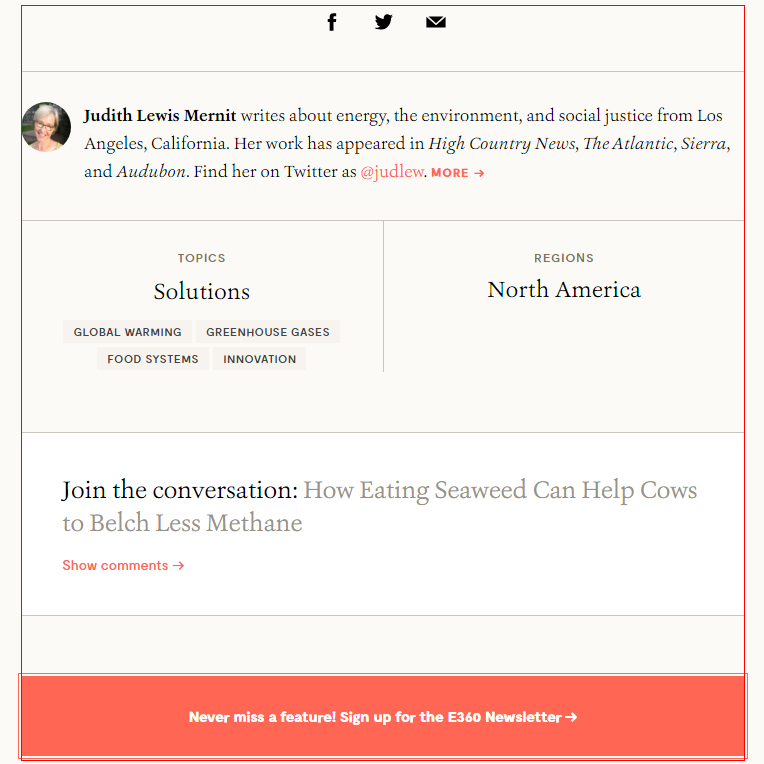 Judith Lewis Mernit writes about energy, the environment, and social justice from Los
Angeles, California. Her work has appeared in High Country News, The Atlantic, Sierra,
and Audubon. Find her on Twitter as @judlew. MORE →
TOPICS
Solutions
GLOBAL WARMING GREENHOUSE GASES
FOOD SYSTEMS INNOVATION
REGIONS
North America
Join the conversation: How Eating Seaweed Can Help Cows
to Belch Less Methane
Show comments →
Never miss a feature! Sign up for the E360 Newsletter →